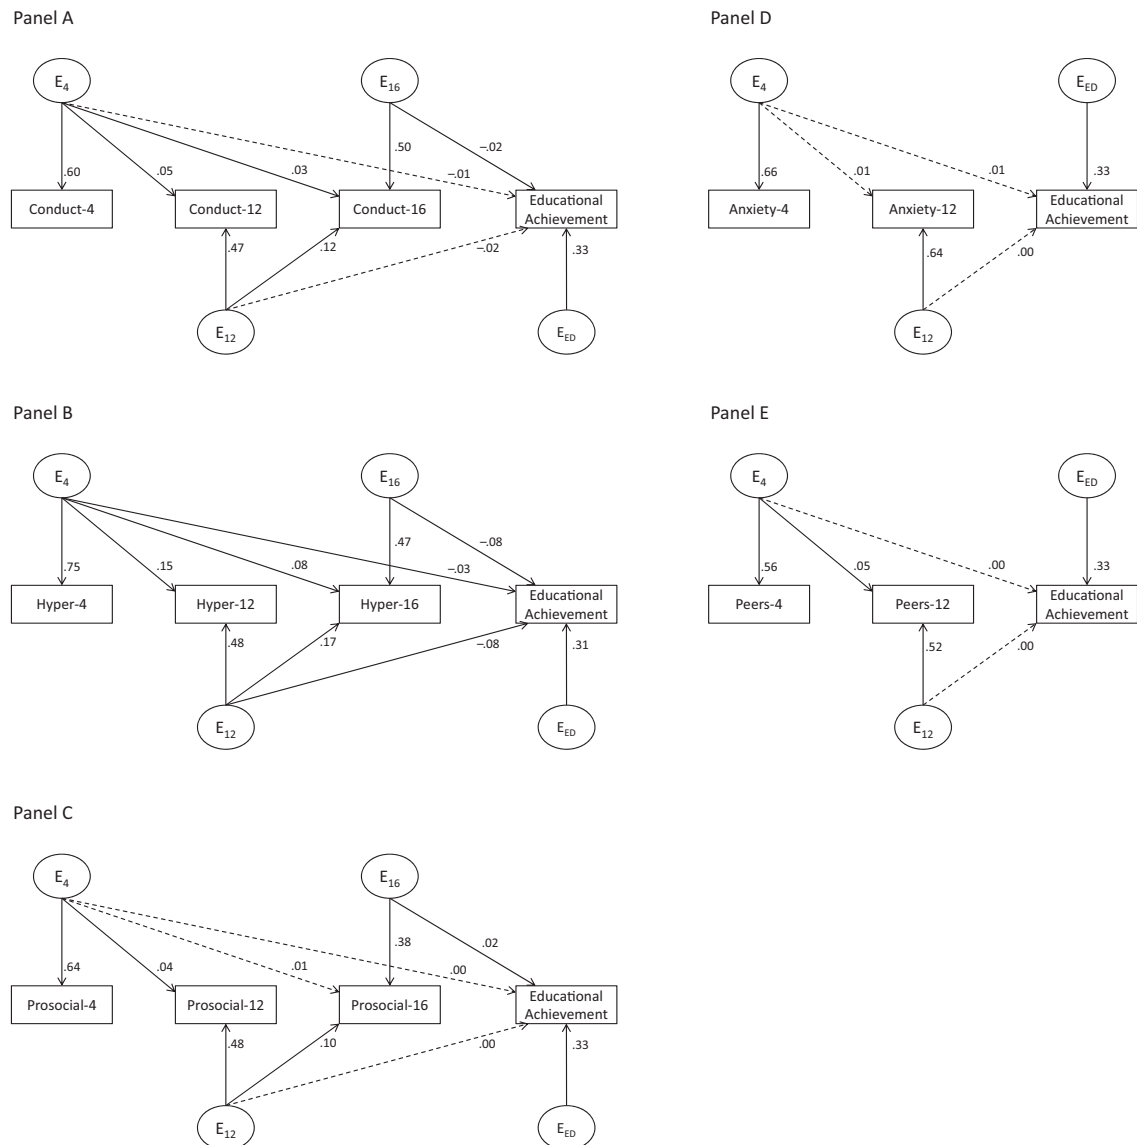 Panel A
E4
E16
.60
.05
.03
.50
–.01
–.02
Conduct-4
Conduct-12
Conduct-16
Educational
Achievement
.47
.12
–.02
.33
E12
EED
Panel D
E4
EED
.66
.01
.01
.33
Anxiety-4
Anxiety-12
Educational
Achievement
.64
.00
E12
Panel B
E4
E16
.75
.15
.08
.47
–.03
–.08
Hyper-4
Hyper-12
Hyper-16
Educational
Achievement
.48
.17
–.08
.31
E12
EED
Panel E
E4
EED
.56
.05
.00
.33
Peers-4
Peers-12
Educational
Achievement
.52
.00
E12
Panel C
E4
E16
.64
.04
.01
.38
.00
.02
Prosocial-4
Prosocial-12
Prosocial-16
Educational
Achievement
.48
.10
.00
.33
E12
EED